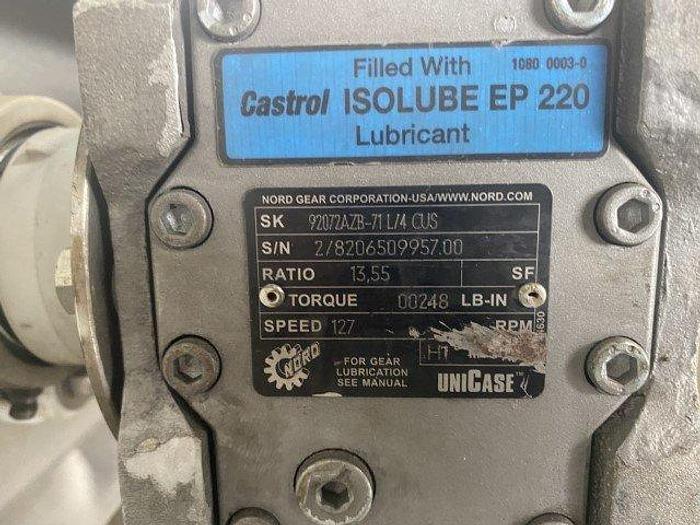 Filled With 1080 0003-0
Castrol ISOLUBE EP 220
Lubricant
NORD GEAR CORPORATION-USA/WWW.NORD.COM
SK 92072AZB-71 L/4 CUS
S/N 2/8206509957.00
RATIO 13,55 SF
TORQUE 00248 LB-IN
SPEED 127 RPM
NORD
FOR GEAR
LUBRICATION
SEE MANUAL
H1
UNICASE™